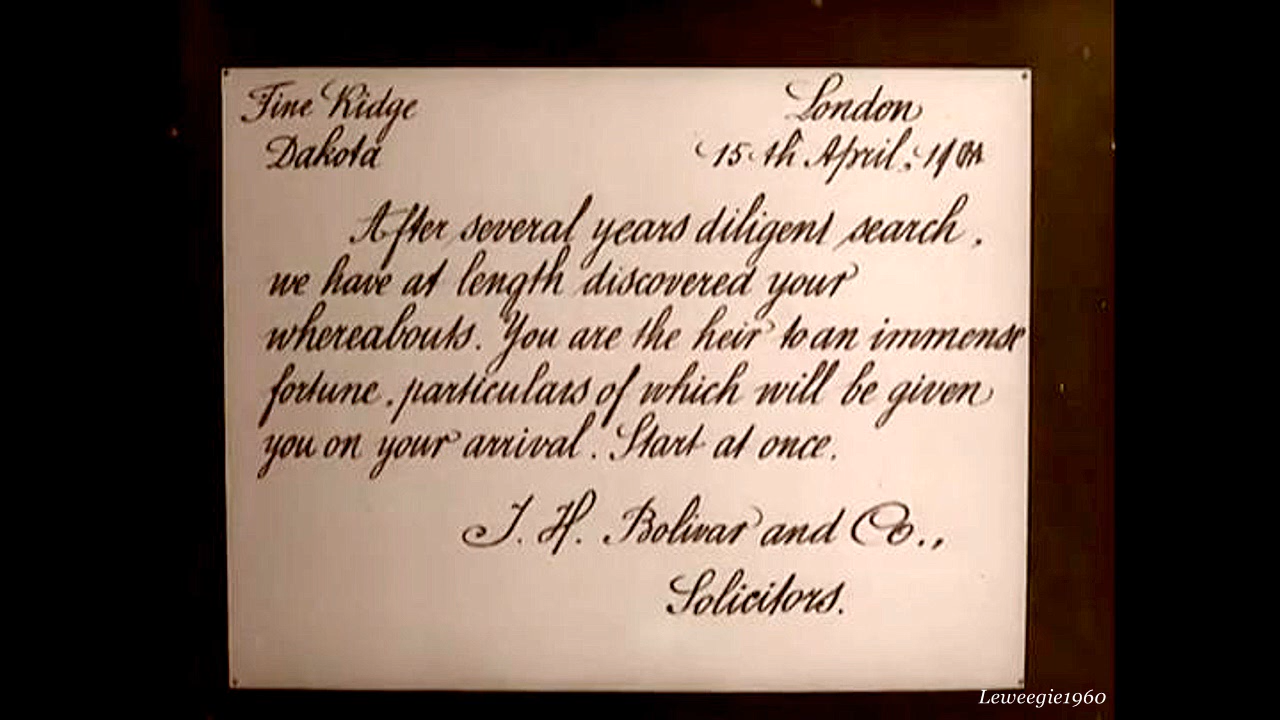 Fine Ridge
Dakota
London
15th April, 190
After several years diligent search,
we have at length discovered your
whereabouts. You are the heir to an immense
fortune, particulars of which will be given
you on your arrival. Start at once.
J. H. Bolivar and Co.,
Solicitors.
Leweegie1960